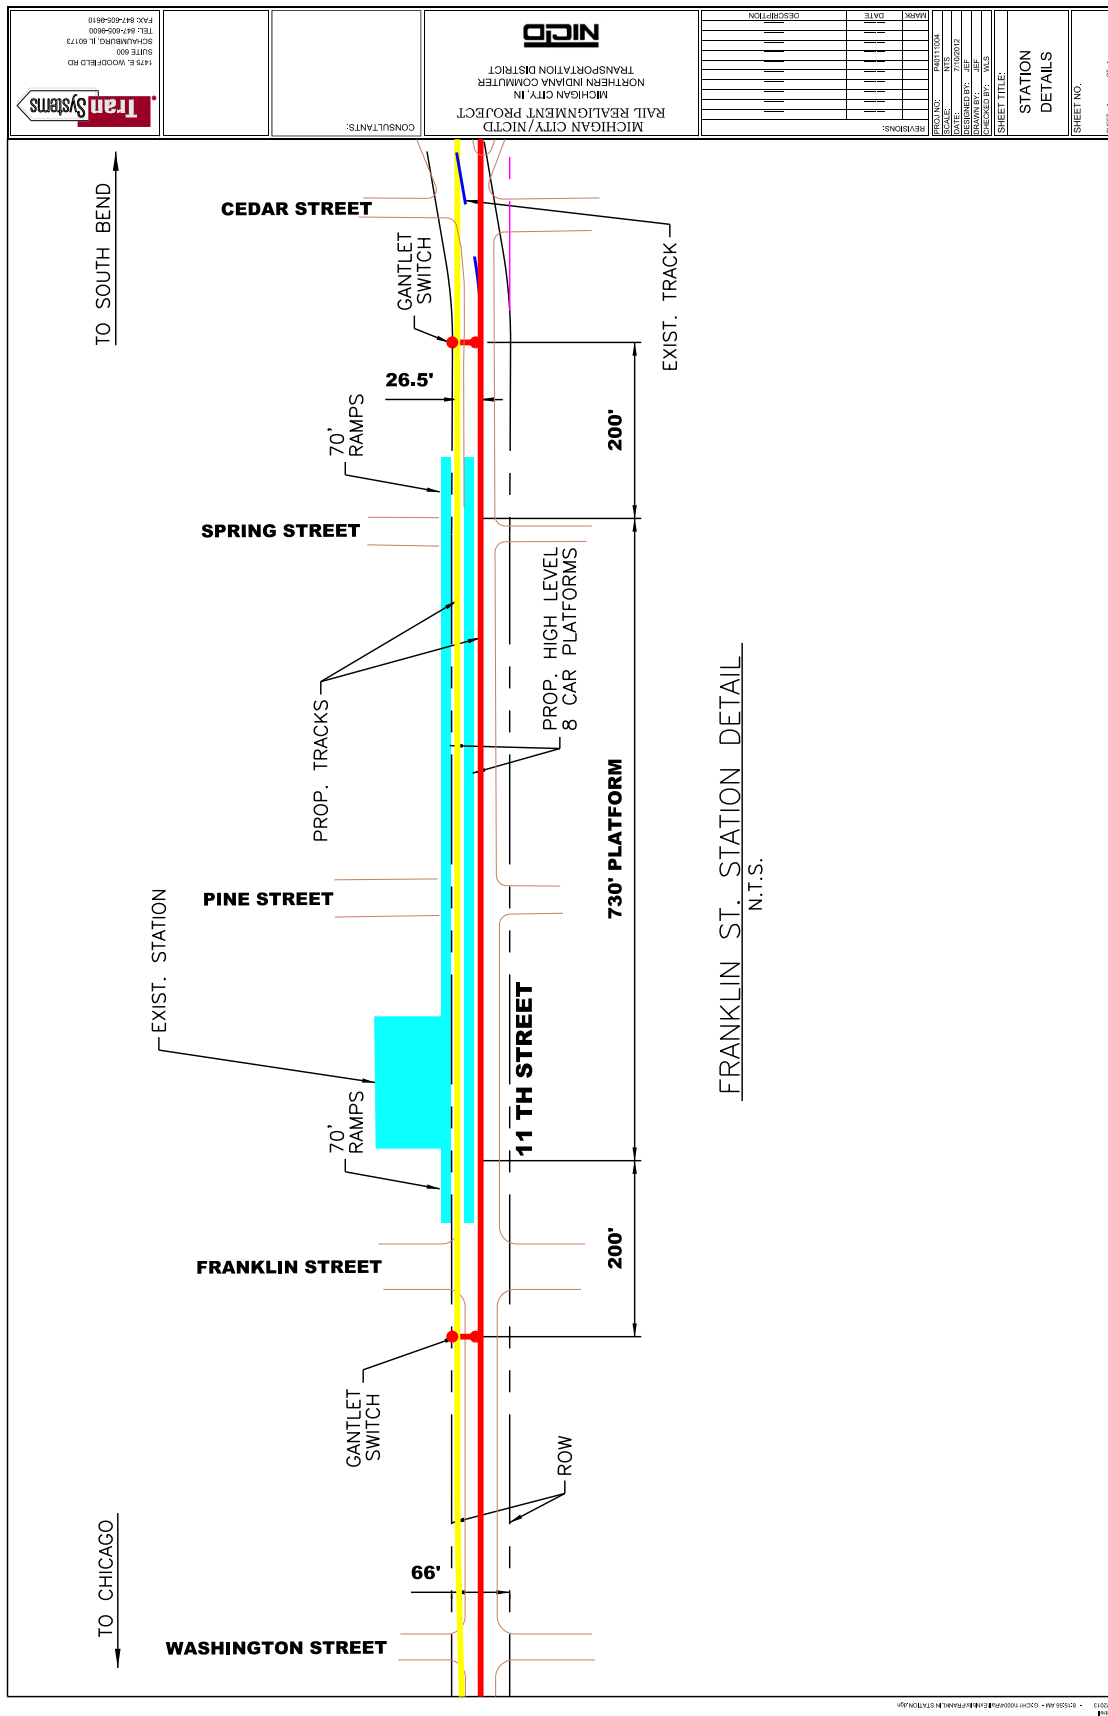 1475 E. WOODFIELD RD
SUITE 600
SCHAUMBURG, IL 60173
TEL: 847-605-9600
FAX: 847-605-9610
TranSystems
CONSULTANTS:
MICHIGAN CITY/NICTD
RAIL REALIGNMENT PROJECT
MICHIGAN CITY, IN
NORTHERN INDIANA COMMUTER
TRANSPORTATION DISTRICT
NICTD
REVISIONS:
MARK
DATE
DESCRIPTION
PROJ NO.: P401111004
SCALE: NTS
DATE: 7/10/2012
DESIGNED BY: JEF
DRAWN BY: JEF
CHECKED BY: WLS
SHEET TITLE:
STATION
DETAILS
SHEET NO.
TO SOUTH BEND
CEDAR STREET
GANTLET
SWITCH
EXIST. TRACK
26.5'
200'
70'
RAMPS
SPRING STREET
PROP. HIGH LEVEL
8 CAR PLATFORMS
PROP. TRACKS
730' PLATFORM
FRANKLIN ST. STATION DETAIL
N.T.S.
PINE STREET
EXIST. STATION
11 TH STREET
70'
RAMPS
FRANKLIN STREET
200'
GANTLET
SWITCH
ROW
TO CHICAGO
66'
WASHINGTON STREET